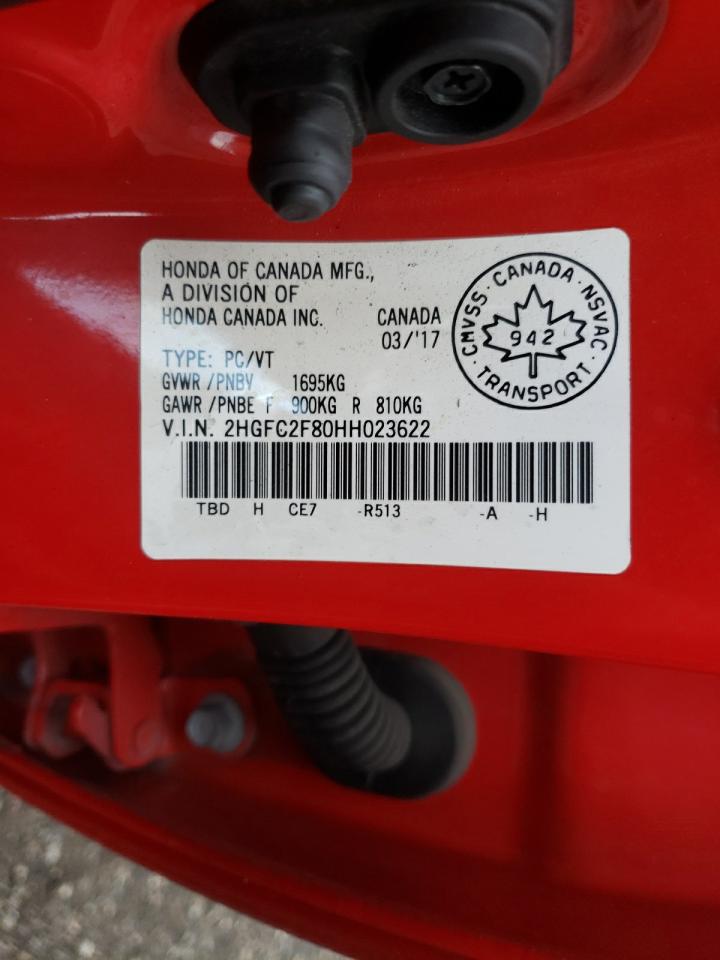 HONDA OF CANADA MFG.,
A DIVISION OF
HONDA CANADA INC. CANADA
03/'17
TYPE: PC/VT
GVWR /PNBV 1695KG
GAWR /PNBE F 900KG R 810KG
V.I.N. 2HGFC2F80HH023622
TBD H CE7 -R513 -A -H
CANADA · NSVAC · TRANSPORT · CMVSS ·
942